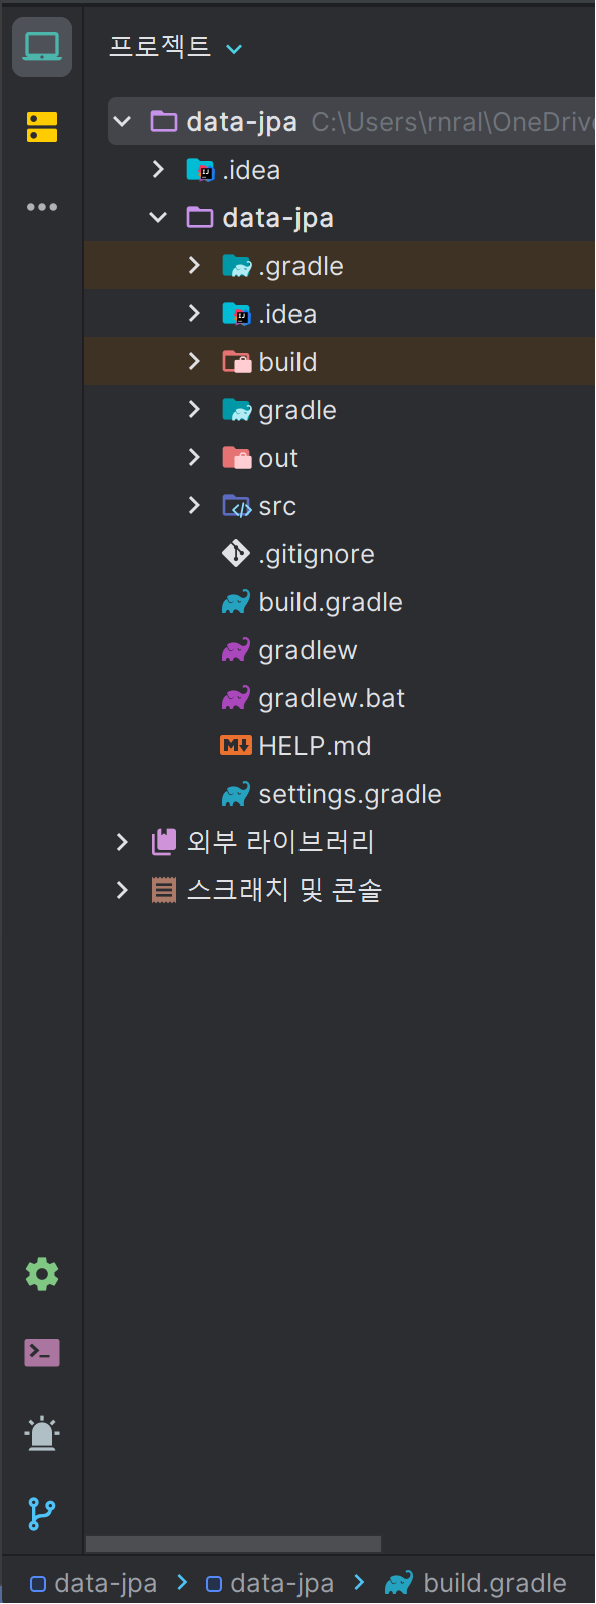 프로젝트
data-jpa C:\Users\rnral\OneDrive
.idea
data-jpa
.gradle
.idea
build
gradle
out
src
.gitignore
build.gradle
gradlew
gradlew.bat
HELP.md
settings.gradle
외부 라이브러리
스크래치 및 콘솔
data-jpa data-jpa build.gradle